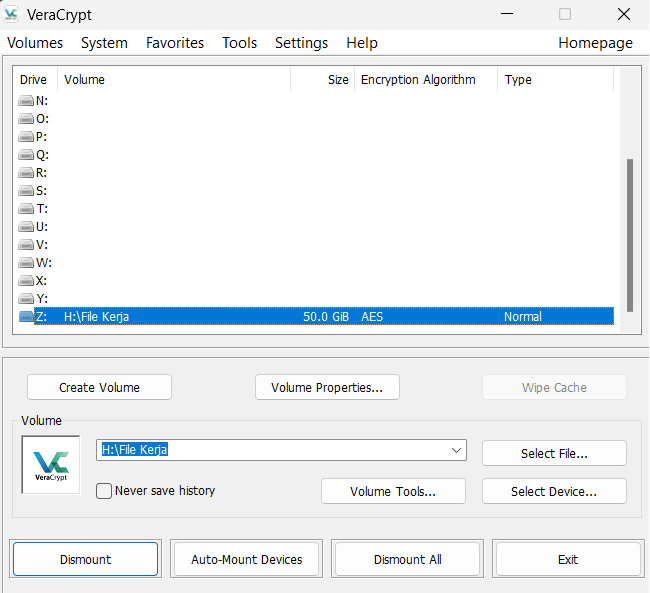 VeraCrypt
Volumes System Favorites Tools Settings Help Homepage
Drive Volume Size Encryption Algorithm Type
N:
O:
P:
Q:
R:
S:
T:
U:
V:
W:
X:
Y:
Z: H:\File Kerja 50.0 GiB AES Normal
Create Volume Volume Properties... Wipe Cache
Volume
H:\File Kerja Select File...
VeraCrypt
Never save history Volume Tools... Select Device...
Dismount Auto-Mount Devices Dismount All Exit